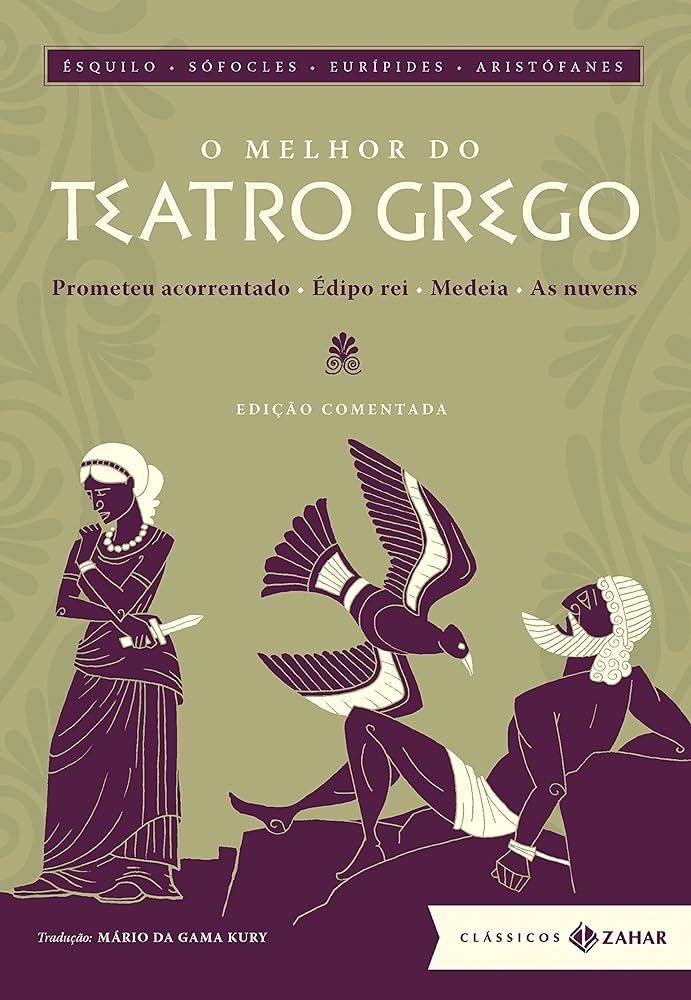 ÉSQUILO • SÓFOCLES • EURÍPIDES • ARISTÓFANES
O MELHOR DO
TEATRO GREGO
Prometeu acorrentado • Édipo rei • Medeia • As nuvens
EDIÇÃO COMENTADA
Tradução: MÁRIO DA GAMA KURY
CLÁSSICOS ZAHAR